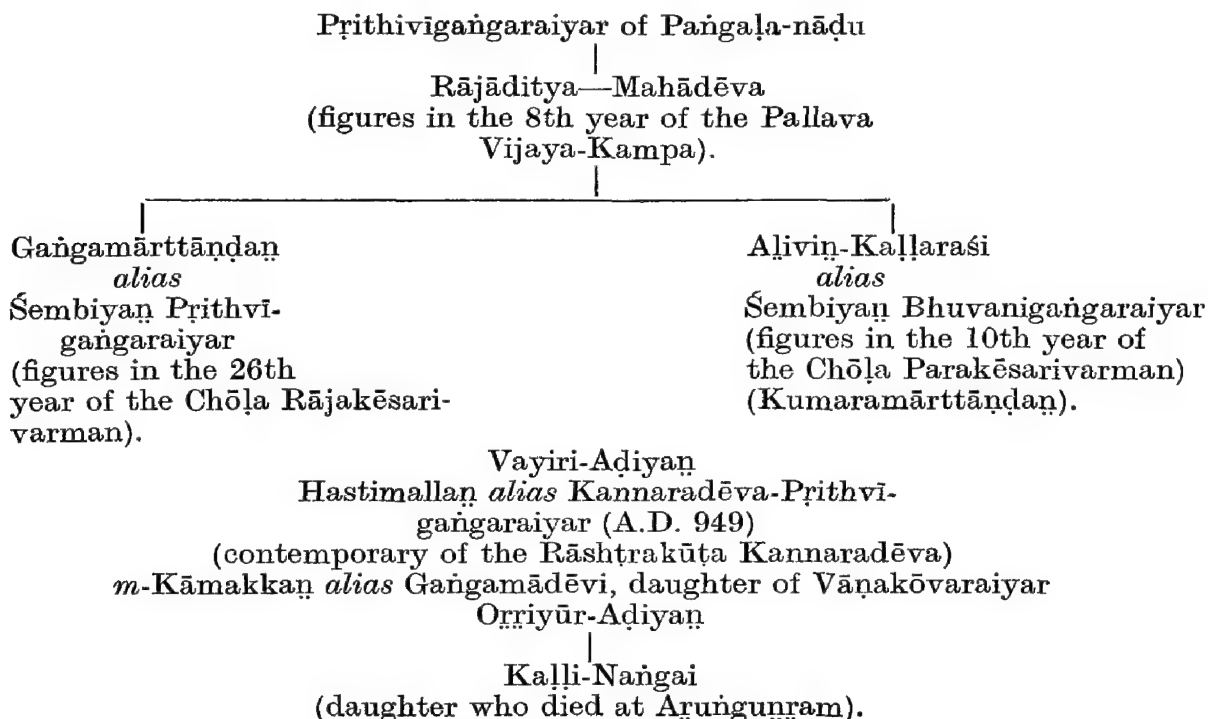 Pṛithivīgaṅgaraiyar of Paṅgaḷa-nāḍu
Rājāditya—Mahādēva
(figures in the 8th year of the Pallava
Vijaya-Kampa).
Gaṅgamārttāṇḍaṉ
alias
Śembiyaṉ Pṛithvī-
gaṅgaraiyar
(figures in the 26th
year of the Chōḷa Rājakēsari-
varman).
Aḻiviṉ-Kaḷḷaraśi
alias
Śembiyaṉ Bhuvanigaṅgaraiyar
(figures in the 10th year of
the Chōḷa Parakēsarivarman)
(Kumaramārttāṇḍaṉ).
Vayiri-Aḍiyaṉ
Hastimallaṉ alias Kannaradēva-Pṛithvī-
gaṅgaraiyar (A.D. 949)
(contemporary of the Rāshṭrakūṭa Kannaradēva)
m-Kāmakkaṉ alias Gaṅgamādēvi, daughter of Vāṇakōvaraiyar
Oṟṟiyūr-Aḍiyaṉ
Kaḷḷi-Naṅgai
(daughter who died at Aṟuṅguṉṟam).